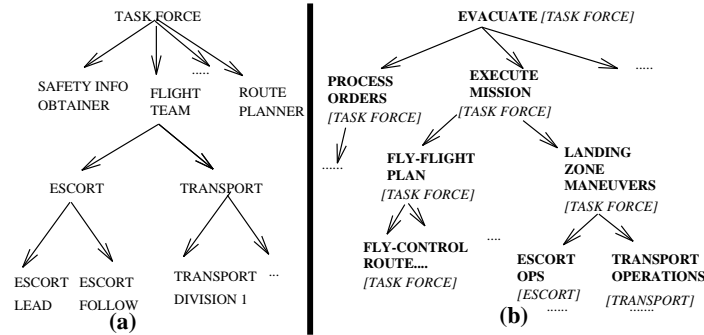 TASK FORCE
.....
SAFETY INFO
OBTAINER
FLIGHT
TEAM
ROUTE
PLANNER
ESCORT
TRANSPORT
ESCORT
LEAD
ESCORT
FOLLOW
TRANSPORT
DIVISION 1
...
(a)
EVACUATE [TASK FORCE]
PROCESS
ORDERS
[TASK FORCE]
EXECUTE
MISSION
[TASK FORCE]
.....
......
FLY-FLIGHT
PLAN
[TASK FORCE]
LANDING
ZONE
MANEUVERS
[TASK FORCE]
FLY-CONTROL
ROUTE....
[TASK FORCE]
....
ESCORT
OPS
[ESCORT]
......
TRANSPORT
OPERATIONS
[TRANSPORT]
.......
(b)